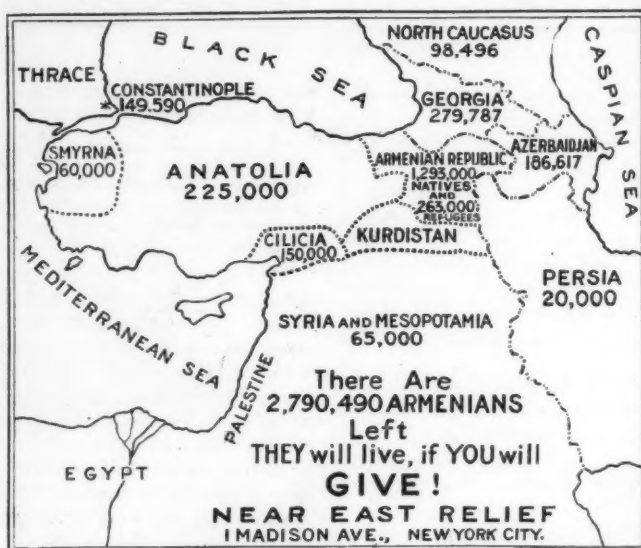 NORTH CAUCASUS
98,496
BLACK SEA
CASPIAN SEA
THRACE
CONSTANTINOPLE
*149.590
GEORGIA
279,787
SMYRNA
60,000
ANATOLIA
225,000
ARMENIAN REPUBLIC
1,293,000
NATIVES
AND
263,000
REFUGEES
AZERBAIDJAN
186,617
CILICIA
150,000
KURDISTAN
MEDITERRANEAN SEA
PERSIA
20,000
SYRIA AND MESOPOTAMIA
65,000
PALESTINE
EGYPT
There Are
2,790,490 ARMENIANS
Left
THEY will live, if YOU will
GIVE!
NEAR EAST RELIEF
1 MADISON AVE., NEW YORK CITY.